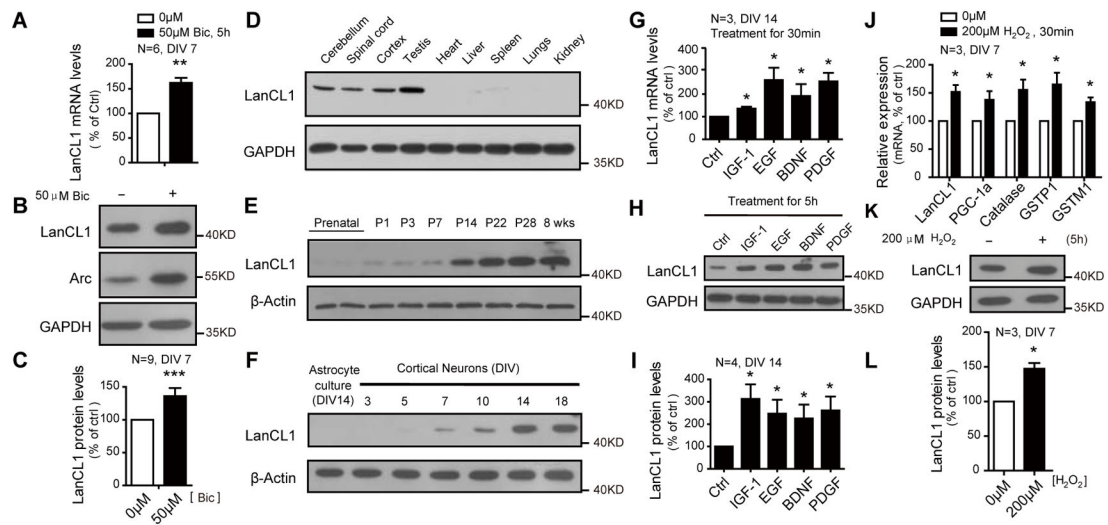 A
0μM
50μM Bic, 5h
N=6, DIV 7
**
LanCL1 mRNA levels
( % of Ctrl)
200
150
100
50
0
B
50 μM Bic
–
+
LanCL1
40KD
Arc
55KD
GAPDH
35KD
C
N=9, DIV 7
***
LanCL1 protein levels
(% of ctrl )
150
100
50
0
0μM
50μM
[ Bic]
D
Cerebellum
Spinal cord
Cortex
Testis
Heart
Liver
Spleen
Lungs
Kidney
LanCL1
40KD
GAPDH
35KD
E
Prenatal P1 P3 P7 P14 P22 P28 8 wks
LanCL1
40KD
β-Actin
40KD
F
Astrocyte
culture
(DIV14)
Cortical Neurons (DIV)
3 5 7 10 14 18
LanCL1
40KD
β-Actin
40KD
G
N=3, DIV 14
Treatment for 30min
LanCL1 mRNA lvevls
(% of ctrl)
400
300
200
100
0
*
*
*
*
Ctrl
IGF-1
EGF
BDNF
PDGF
H
Treatment for 5h
Ctrl
IGF-1
EGF
BDNF
PDGF
LanCL1
40KD
GAPDH
35KD
I
N=4, DIV 14
LanCL1 protein levels
(% of ctrl)
400
300
200
100
0
*
*
*
*
Ctrl
IGF-1
EGF
BDNF
PDGF
J
0μM
200μM H₂O₂ , 30min
N=3, DIV 7
Relative expression
(mRNA, % of ctrl)
200
150
100
50
0
*
*
*
*
*
LanCL1
PGC-1a
Catalase
GSTP1
GSTM1
K
200 μM H₂O₂
–
+
(5h)
LanCL1
40KD
GAPDH
35KD
L
N=3, DIV 7
*
LanCL1 protein levels
(% of ctrl)
200
150
100
50
0
0μM
200μM
[H₂O₂]